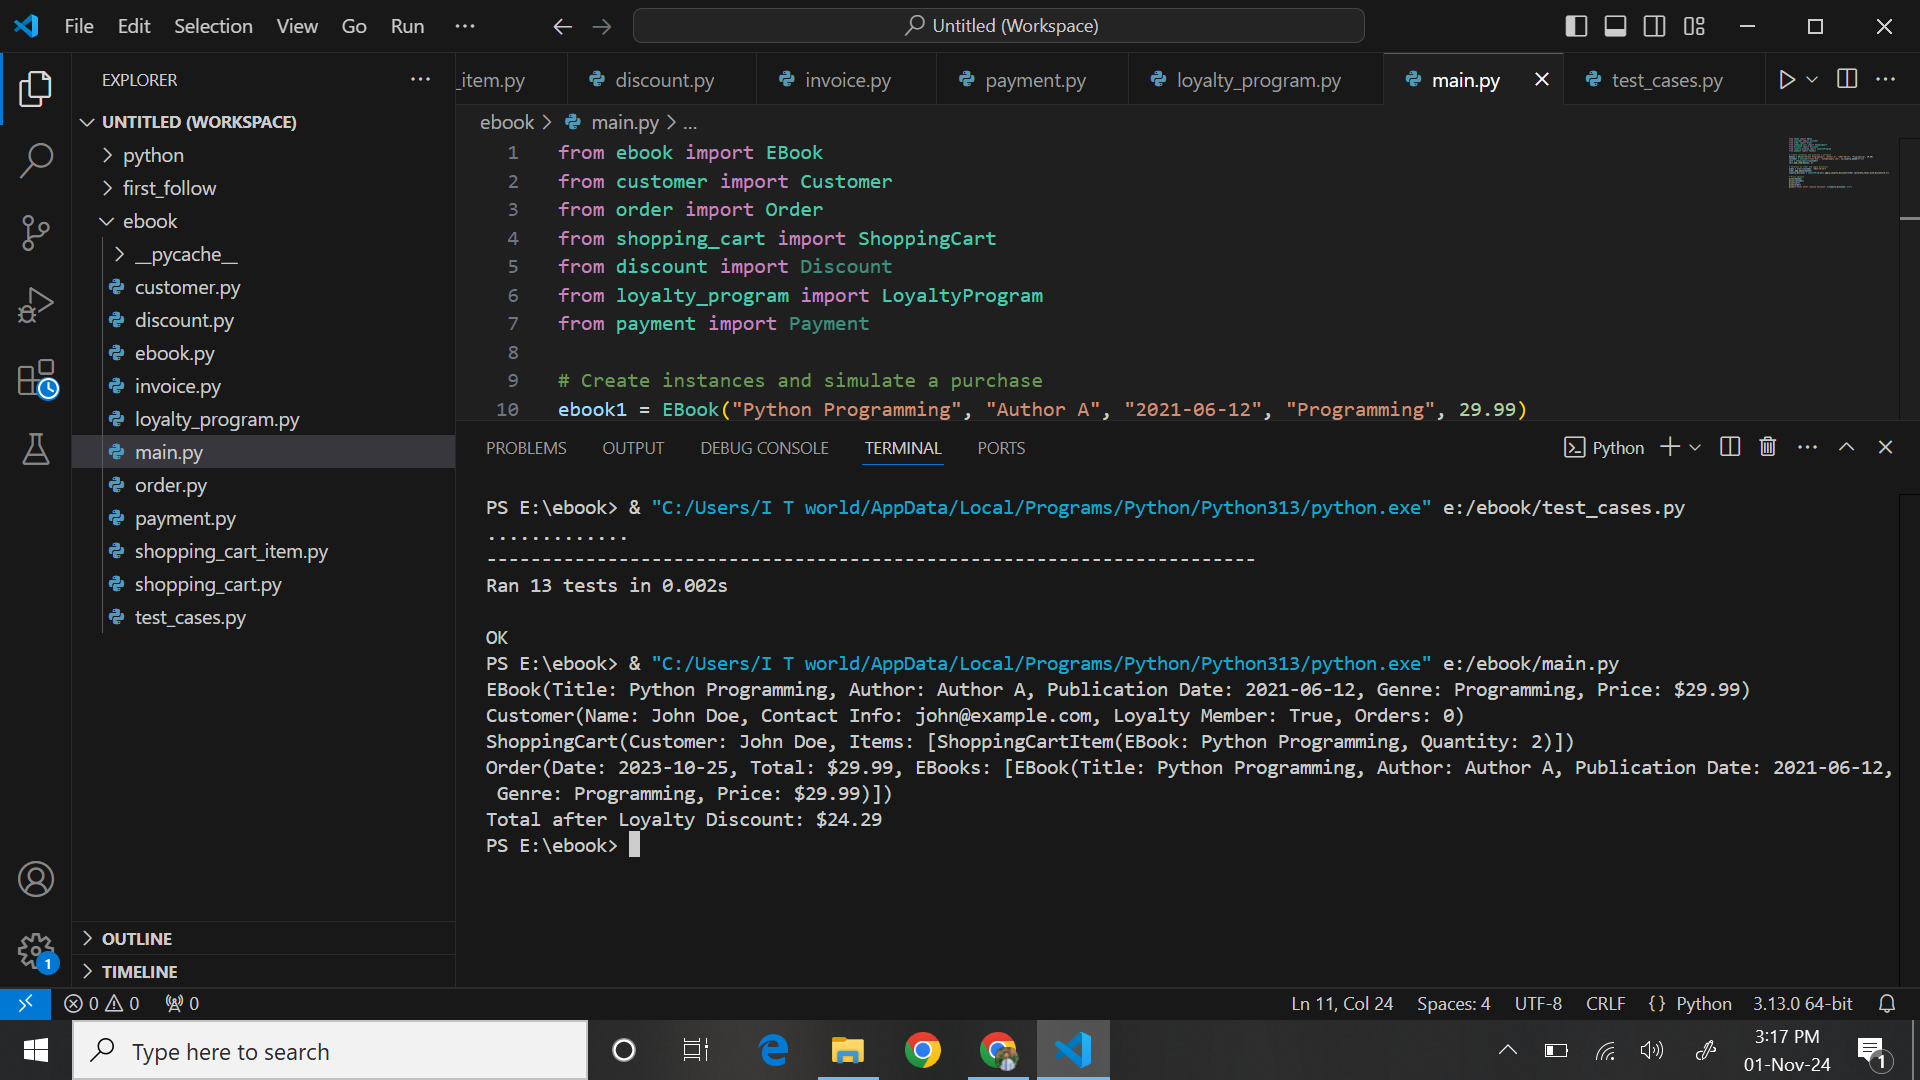 File Edit Selection View Go Run ··· Untitled (Workspace)
EXPLORER ···
_item.py discount.py invoice.py payment.py loyalty_program.py main.py test_cases.py
UNTITLED (WORKSPACE)
python
first_follow
ebook
__pycache__
customer.py
discount.py
ebook.py
invoice.py
loyalty_program.py
main.py
order.py
payment.py
shopping_cart_item.py
shopping_cart.py
test_cases.py
OUTLINE
TIMELINE
ebook > main.py > ...
1 from ebook import EBook
2 from customer import Customer
3 from order import Order
4 from shopping_cart import ShoppingCart
5 from discount import Discount
6 from loyalty_program import LoyaltyProgram
7 from payment import Payment
8
9 # Create instances and simulate a purchase
10 ebook1 = EBook("Python Programming", "Author A", "2021-06-12", "Programming", 29.99)
PROBLEMS OUTPUT DEBUG CONSOLE TERMINAL PORTS Python
PS E:\ebook> & "C:/Users/I T world/AppData/Local/Programs/Python/Python313/python.exe" e:/ebook/test_cases.py
.............
----------------------------------------------------------------------
Ran 13 tests in 0.002s
OK
PS E:\ebook> & "C:/Users/I T world/AppData/Local/Programs/Python/Python313/python.exe" e:/ebook/main.py
EBook(Title: Python Programming, Author: Author A, Publication Date: 2021-06-12, Genre: Programming, Price: $29.99)
Customer(Name: John Doe, Contact Info: john@example.com, Loyalty Member: True, Orders: 0)
ShoppingCart(Customer: John Doe, Items: [ShoppingCartItem(EBook: Python Programming, Quantity: 2)])
Order(Date: 2023-10-25, Total: $29.99, EBooks: [EBook(Title: Python Programming, Author: Author A, Publication Date: 2021-06-12,
Genre: Programming, Price: $29.99)])
Total after Loyalty Discount: $24.29
PS E:\ebook>
1
0 0 0 Ln 11, Col 24 Spaces: 4 UTF-8 CRLF {} Python 3.13.0 64-bit
Type here to search
3:17 PM
01-Nov-24
1